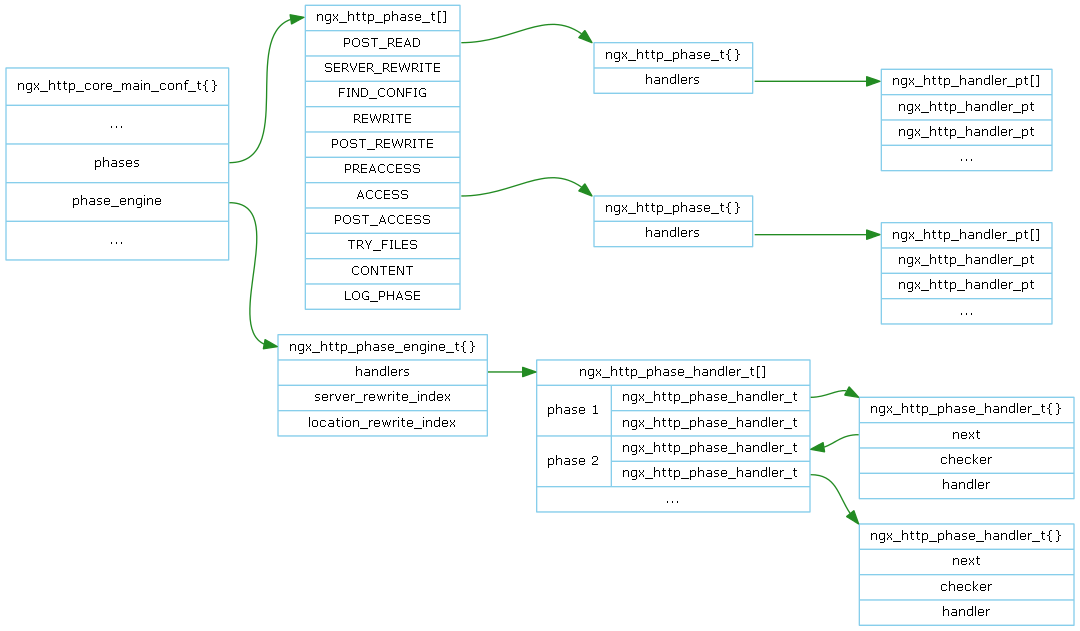 ngx_http_core_main_conf_t{}
...
phases
phase_engine
...
ngx_http_phase_t[]
POST_READ
SERVER_REWRITE
FIND_CONFIG
REWRITE
POST_REWRITE
PREACCESS
ACCESS
POST_ACCESS
TRY_FILES
CONTENT
LOG_PHASE
ngx_http_phase_t{}
handlers
ngx_http_handler_pt[]
ngx_http_handler_pt
ngx_http_handler_pt
...
ngx_http_phase_t{}
handlers
ngx_http_handler_pt[]
ngx_http_handler_pt
ngx_http_handler_pt
...
ngx_http_phase_engine_t{}
handlers
server_rewrite_index
location_rewrite_index
ngx_http_phase_handler_t[]
phase 1
ngx_http_phase_handler_t
ngx_http_phase_handler_t
phase 2
ngx_http_phase_handler_t
ngx_http_phase_handler_t
...
ngx_http_phase_handler_t{}
next
checker
handler
ngx_http_phase_handler_t{}
next
checker
handler